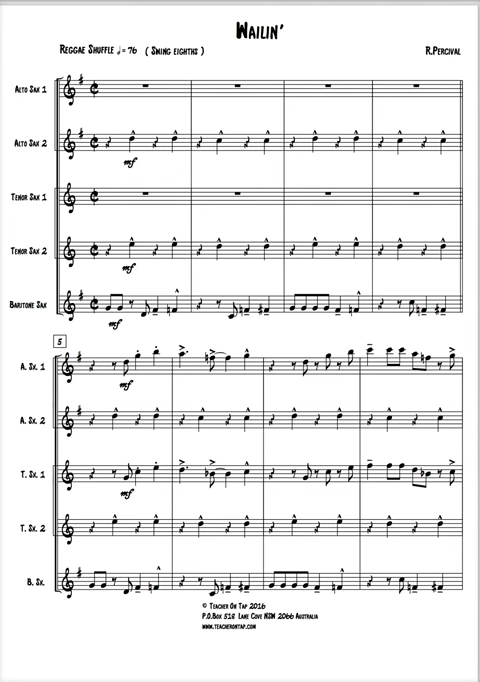 Wailin'
Reggae Shuffle ♩= 76 ( Swing eighths )
R.Percival
Alto Sax 1
Alto Sax 2
mf
Tenor Sax 1
Tenor Sax 2
mf
Baritone Sax
mf
5
A. Sx. 1
mf
A. Sx. 2
T. Sx. 1
mf
T. Sx. 2
B. Sx.
© Teacher On Tap 2016
P.O.Box 518 Lane Cove NSW 2066 Australia
www.teacherontap.com